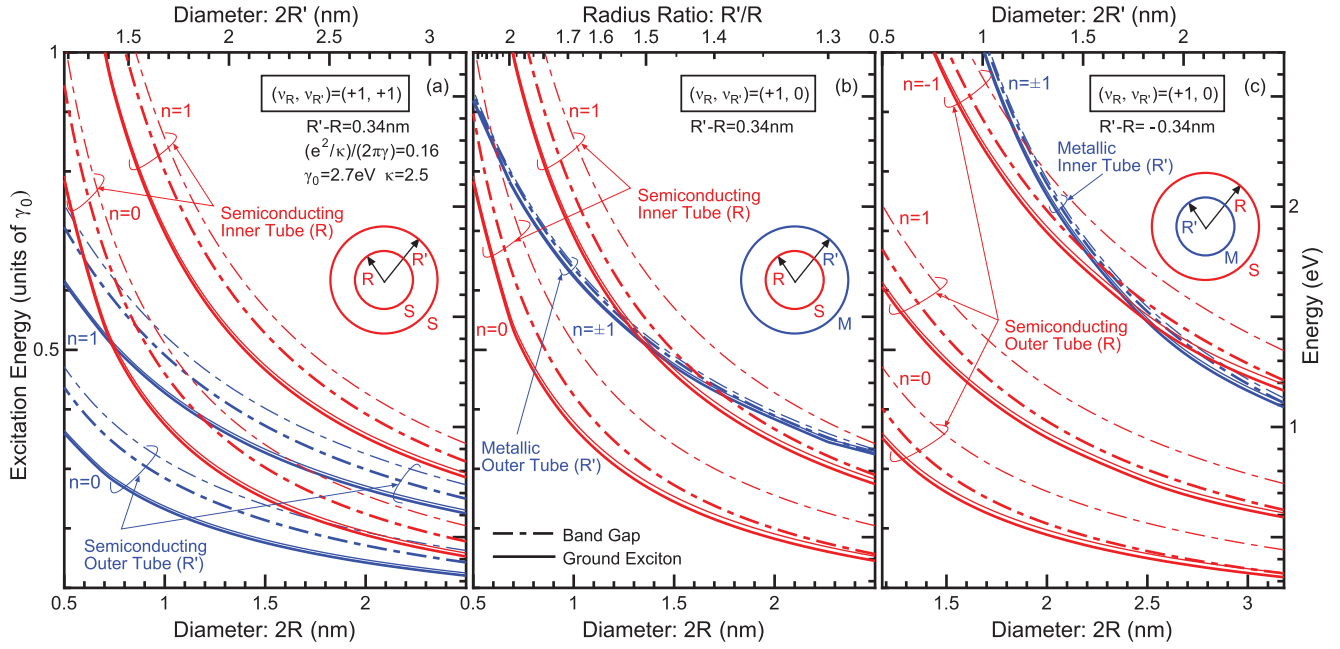 Diameter: 2R' (nm)
Radius Ratio: R'/R
Diameter: 2R' (nm)
1.5 2 2.5 3
2 1.7 1.6 1.5 1.4 1.3
0.5 1 1.5 2
Excitation Energy (units of γ0)
1
0.5
(νR, νR')=(+1, +1)
(a)
R'-R=0.34nm
(e²/κ)/(2πγ)=0.16
γ0=2.7eV κ=2.5
n=1
n=0
Semiconducting
Inner Tube (R)
R
R'
S
S
n=1
n=0
Semiconducting
Outer Tube (R')
(νR, νR')=(+1, 0)
(b)
R'-R=0.34nm
n=1
Semiconducting
Inner Tube (R)
R
R'
S
M
n=0
n=±1
Metallic
Outer Tube (R')
Band Gap
Ground Exciton
(νR, νR')=(+1, 0)
(c)
R'-R= -0.34nm
n=-1
n=±1
Metallic
Inner Tube (R')
R'
R
M
S
n=1
Semiconducting
Outer Tube (R)
n=0
2
1
Energy (eV)
0.5 1 1.5 2
0.5 1 1.5 2
1.5 2 2.5 3
Diameter: 2R (nm)
Diameter: 2R (nm)
Diameter: 2R (nm)